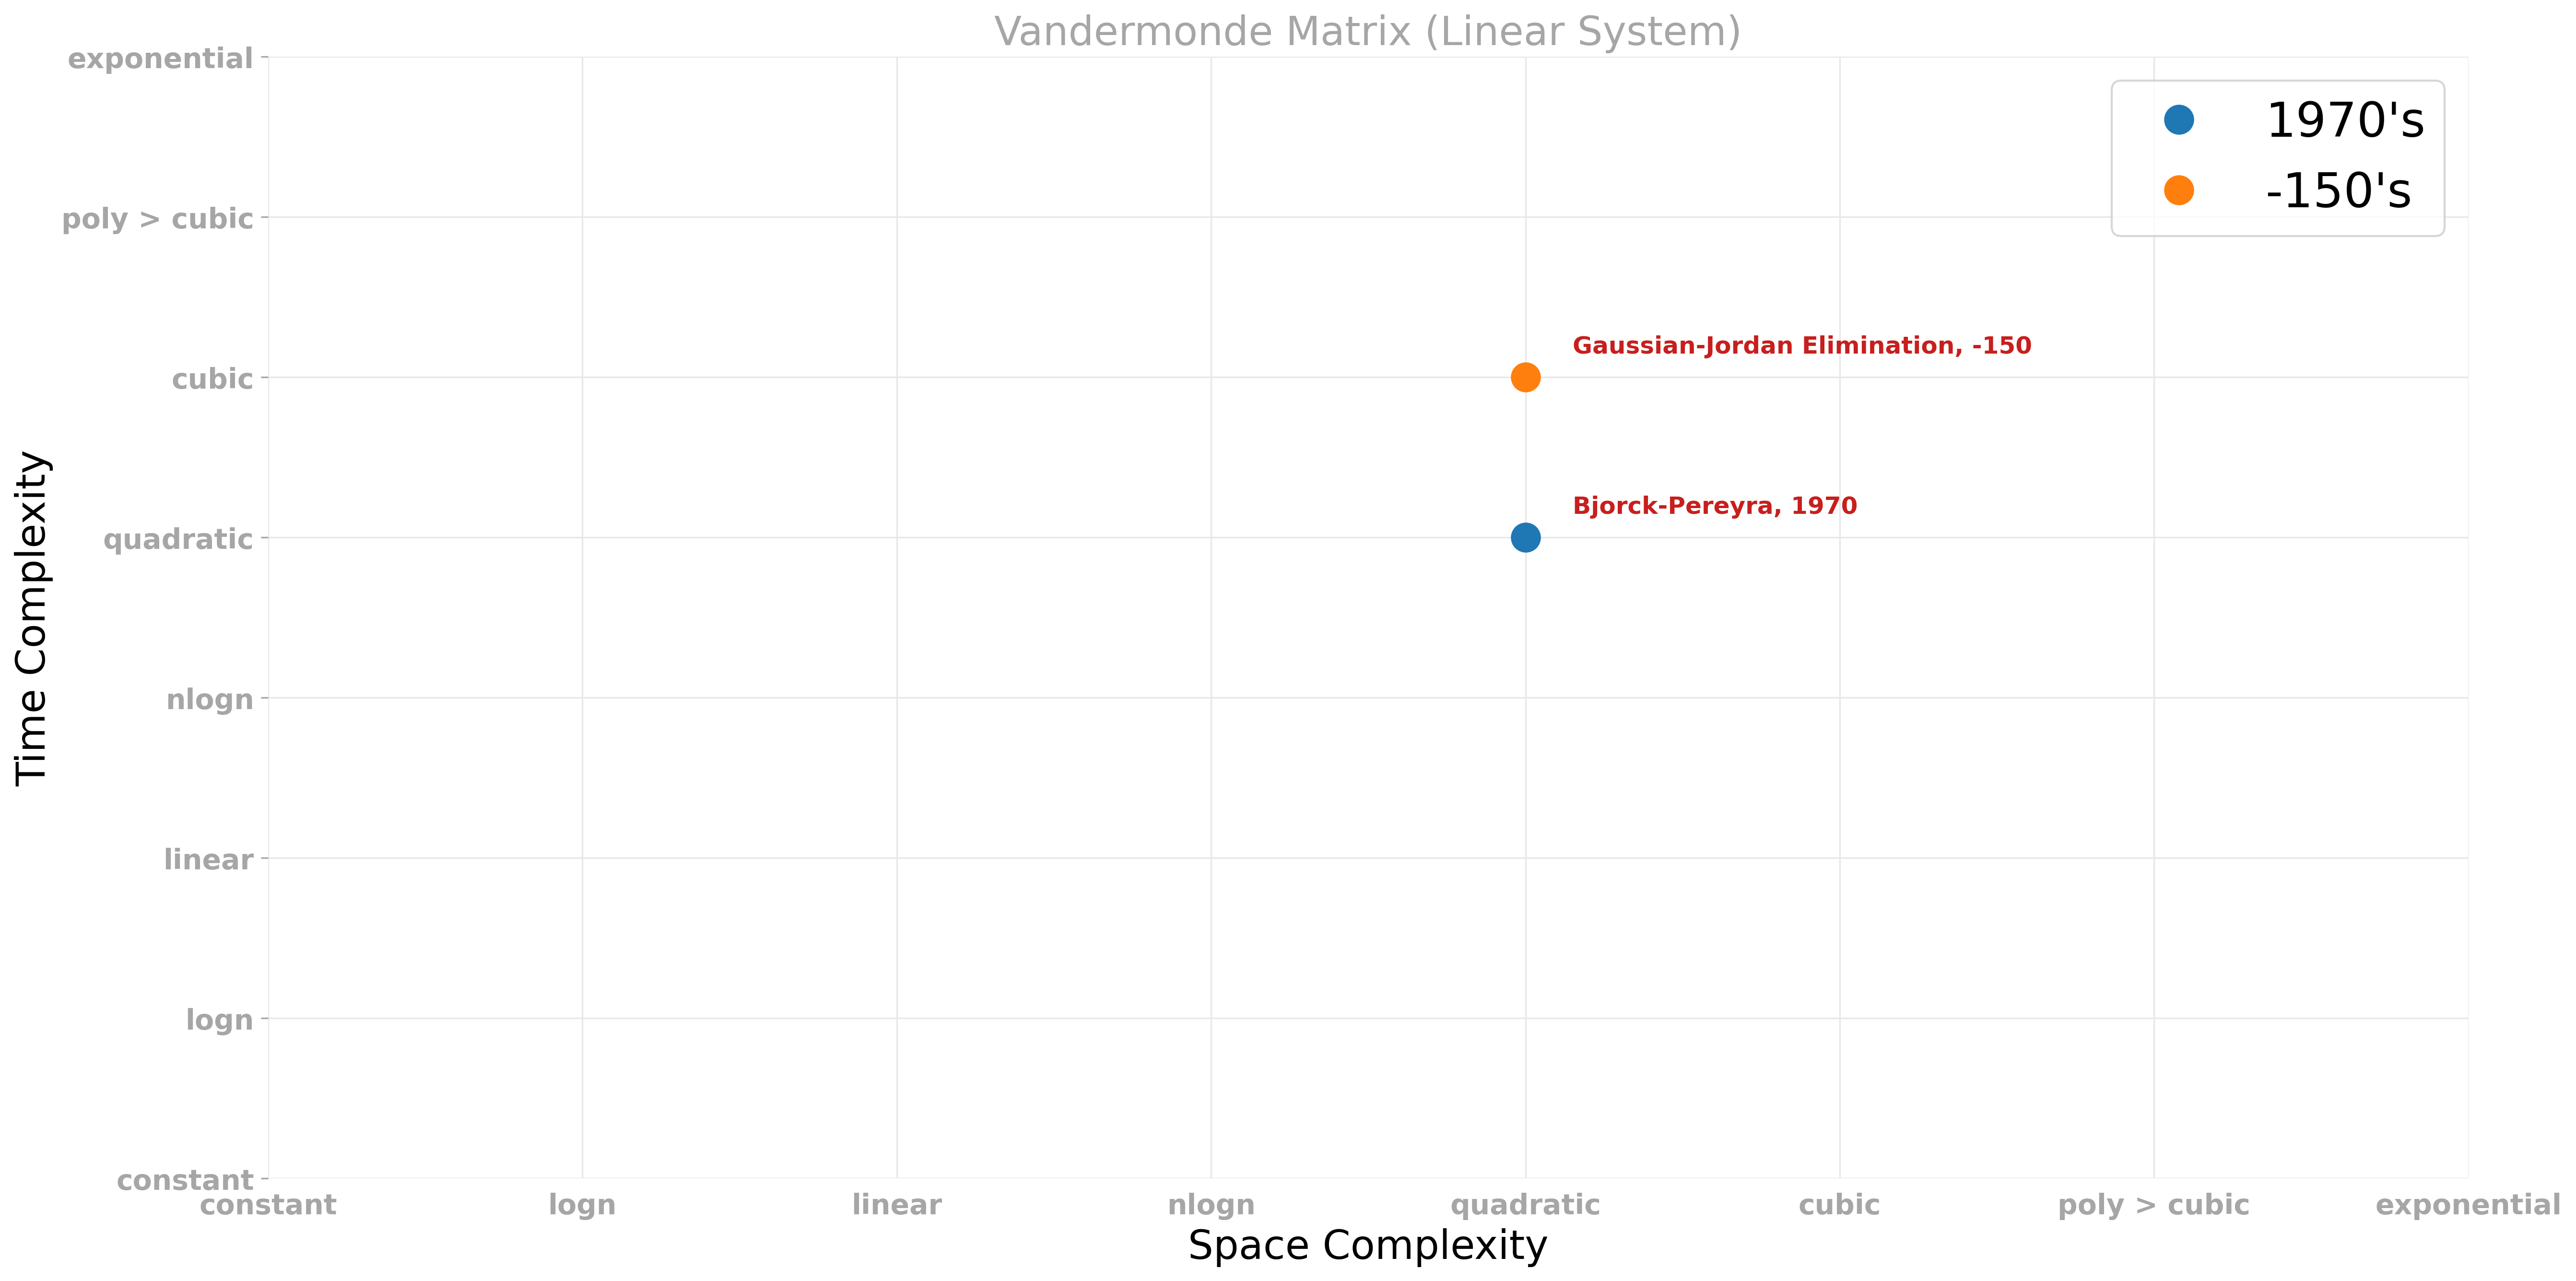 Vandermonde Matrix (Linear System)
exponential
poly > cubic
cubic
quadratic
nlogn
linear
logn
constant
Time Complexity
1970's
-150's
Gaussian-Jordan Elimination, -150
Bjorck-Pereyra, 1970
constant logn linear nlogn quadratic cubic poly > cubic exponential
Space Complexity